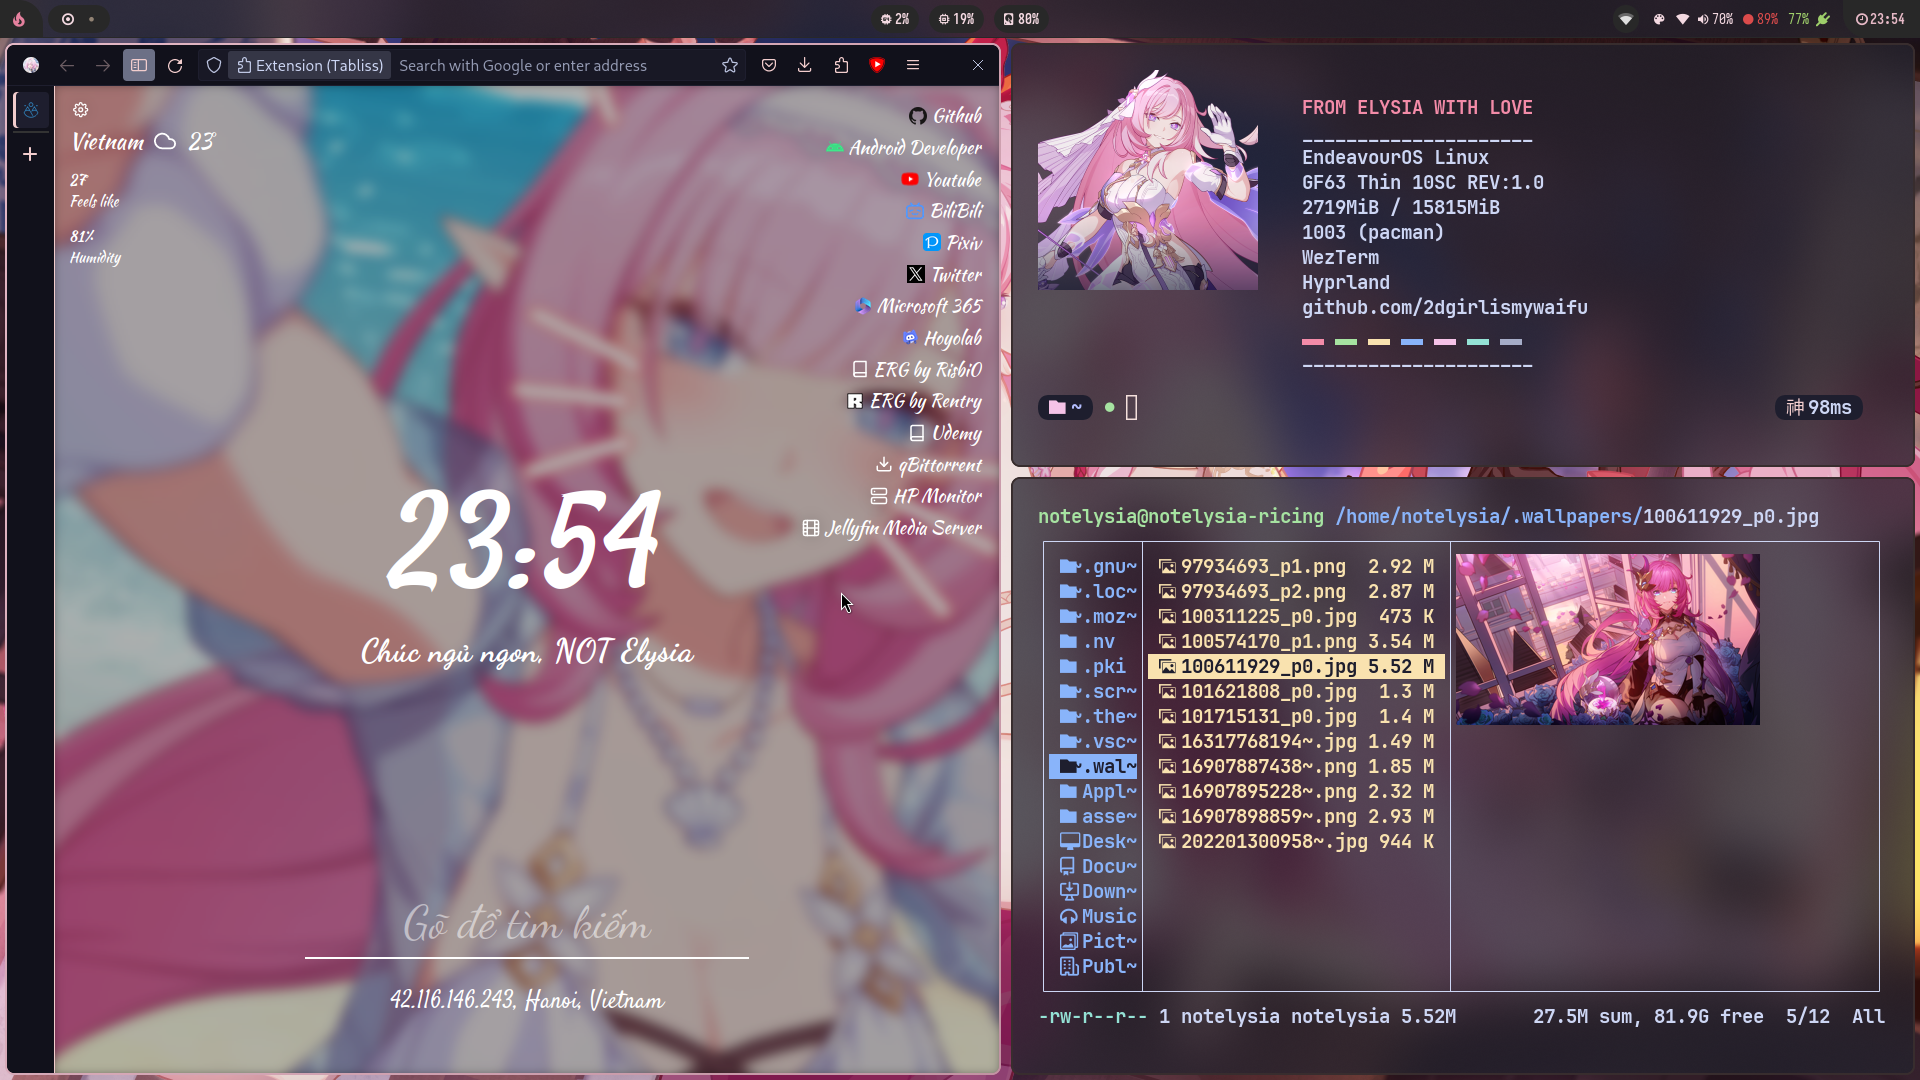 2%
19%
80%
70%
89%
77%
23:54
Extension (Tabliss)
Search with Google or enter address
Vietnam 23°
27°
Feels like
81%
Humidity
Github
Android Developer
Youtube
BiliBili
Pixiv
Twitter
Microsoft 365
Hoyolab
ERG by RisbiO
ERG by Rentry
Udemy
qBittorrent
HP Monitor
Jellyfin Media Server
23:54
Chúc ngủ ngon, NOT Elysia
Gõ để tìm kiếm
42.116.146.243, Hanoi, Vietnam
FROM ELYSIA WITH LOVE
_____________________
EndeavourOS Linux
GF63 Thin 10SC REV:1.0
2719MiB / 15815MiB
1003 (pacman)
WezTerm
Hyprland
github.com/2dgirlismywaifu
_____________________
~
神 98ms
notelysia@notelysia-ricing /home/notelysia/.wallpapers/100611929_p0.jpg
.gnu~
.loc~
.moz~
.nv
.pki
.scr~
.the~
.vsc~
.wal~
Appl~
asse~
Desk~
Docu~
Down~
Music
Pict~
Publ~
97934693_p1.png 2.92 M
97934693_p2.png 2.87 M
100311225_p0.jpg 473 K
100574170_p1.png 3.54 M
100611929_p0.jpg 5.52 M
101621808_p0.jpg 1.3 M
101715131_p0.jpg 1.4 M
16317768194~.jpg 1.49 M
16907887438~.png 1.85 M
16907895228~.png 2.32 M
16907898859~.png 2.93 M
202201300958~.jpg 944 K
-rw-r--r-- 1 notelysia notelysia 5.52M 27.5M sum, 81.9G free 5/12 All